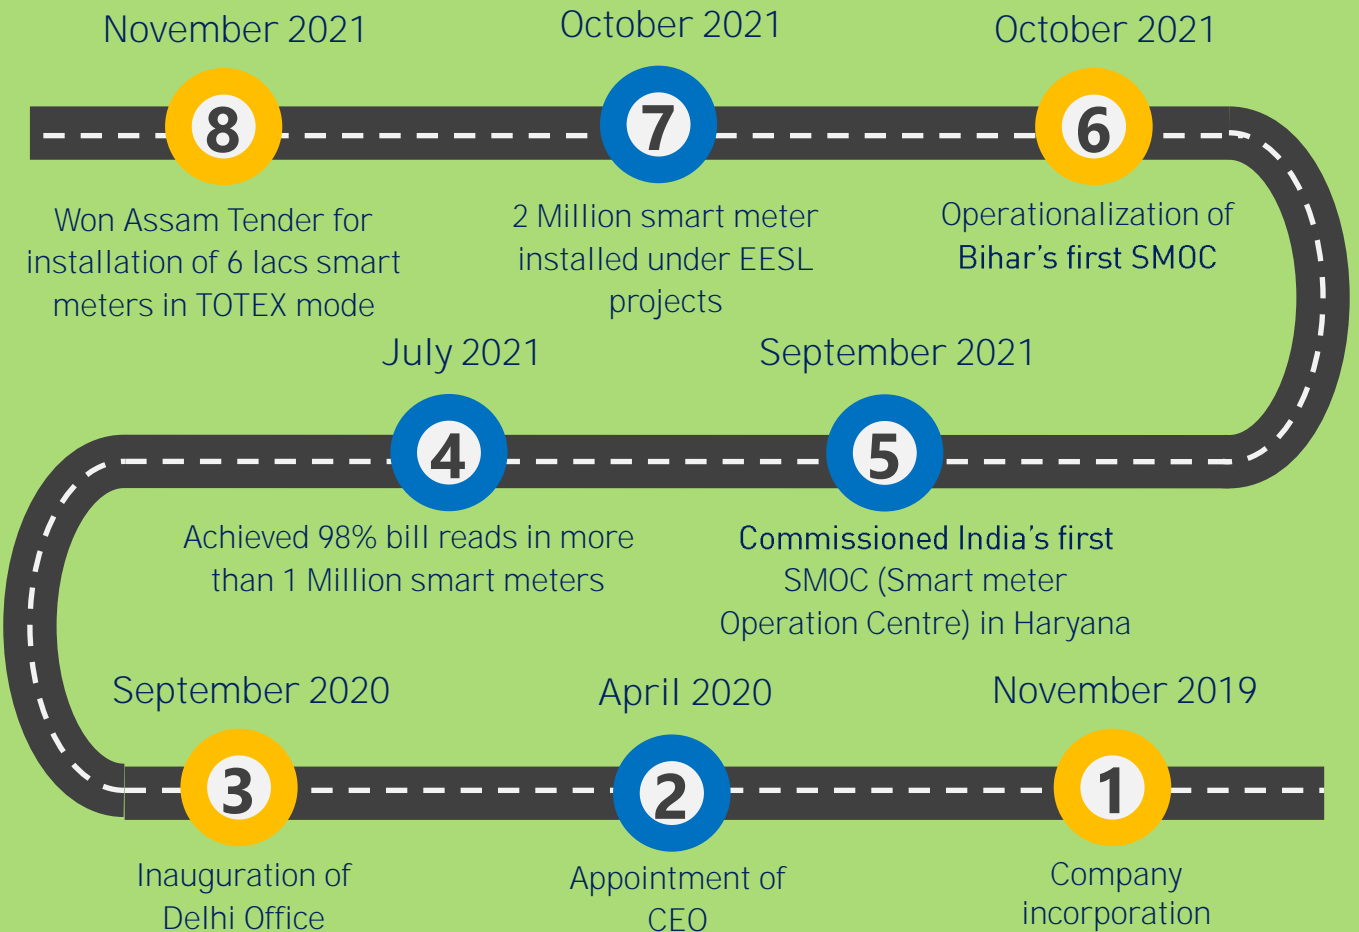 November 2021
8
Won Assam Tender for
installation of 6 lacs smart
meters in TOTEX mode
October 2021
7
2 Million smart meter
installed under EESL
projects
October 2021
6
Operationalization of
Bihar's first SMOC
July 2021
4
Achieved 98% bill reads in more
than 1 Million smart meters
September 2021
5
Commissioned India's first
SMOC (Smart meter
Operation Centre) in Haryana
September 2020
3
Inauguration of
Delhi Office
April 2020
2
Appointment of
CEO
November 2019
1
Company
incorporation